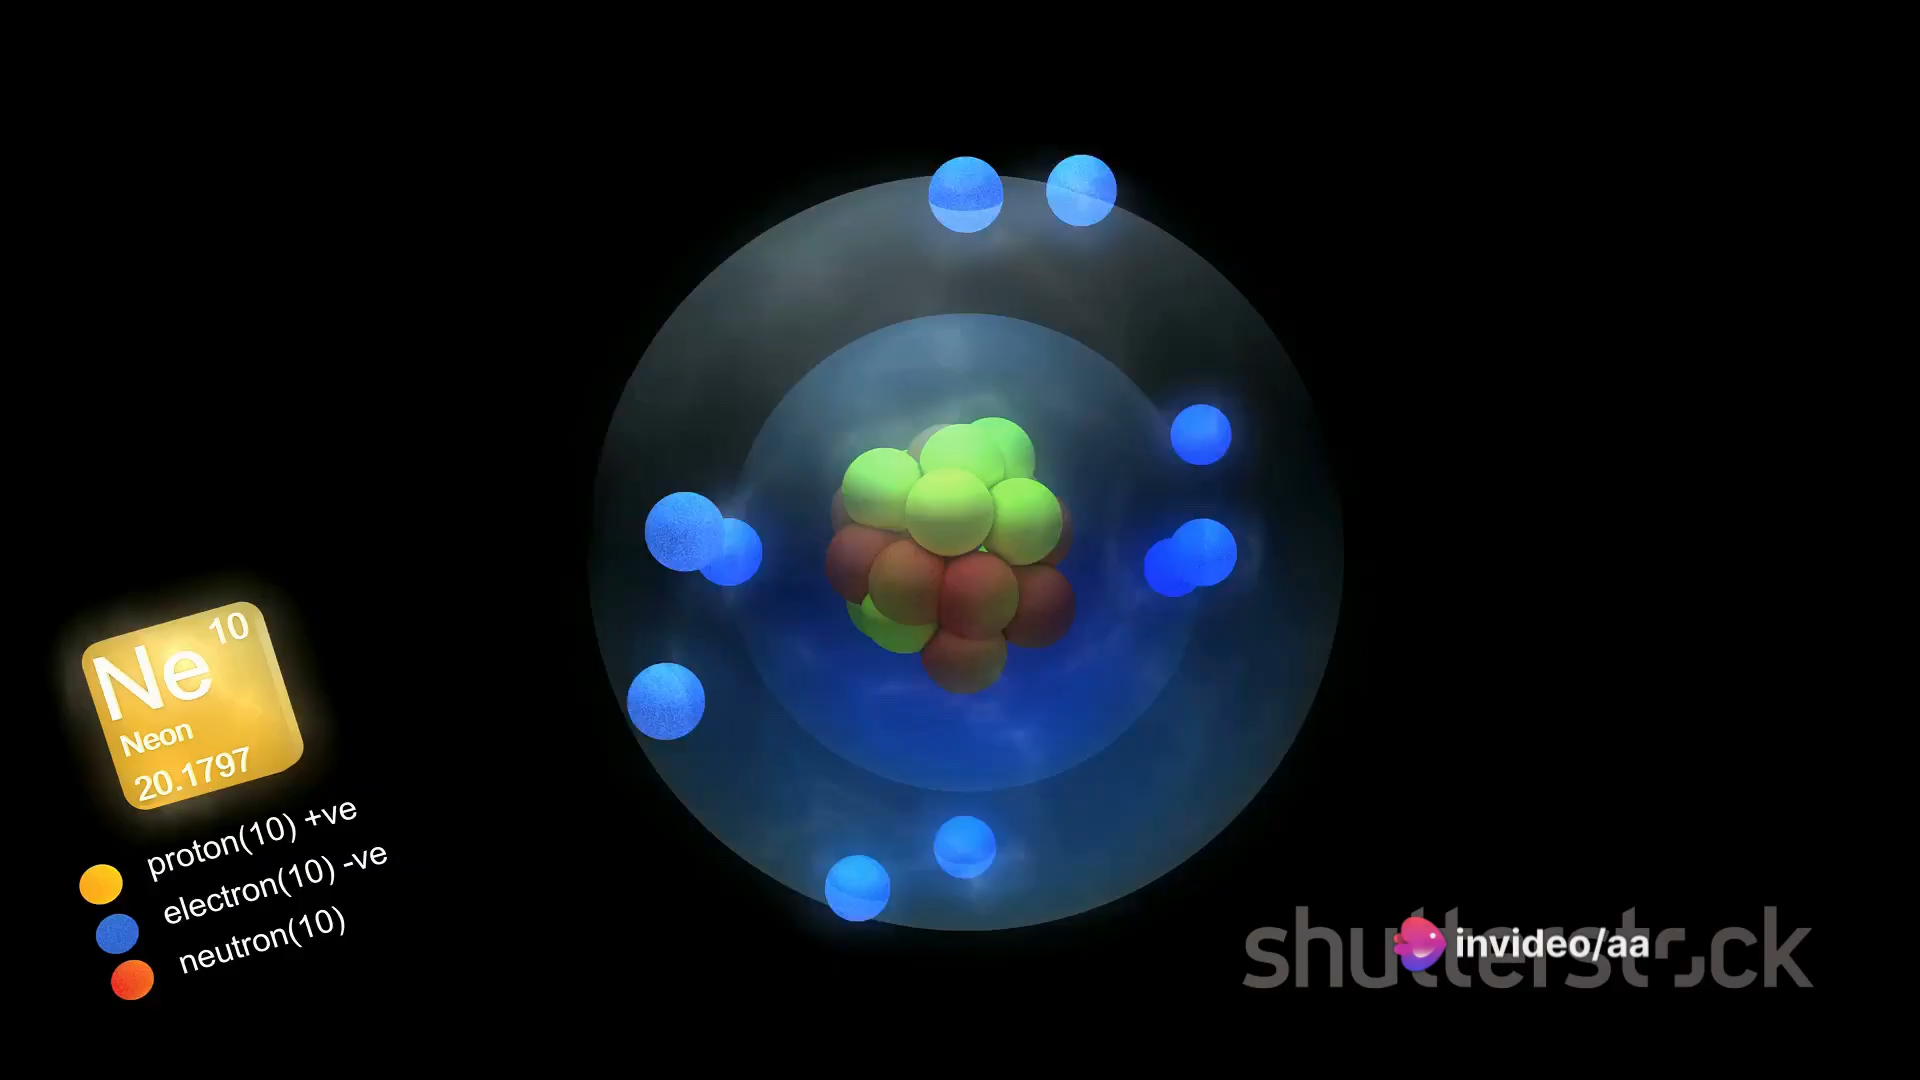 10
Ne
Neon
20.1797
proton(10) +ve
electron(10) -ve
neutron(10)
shutterstock
invideo/aa